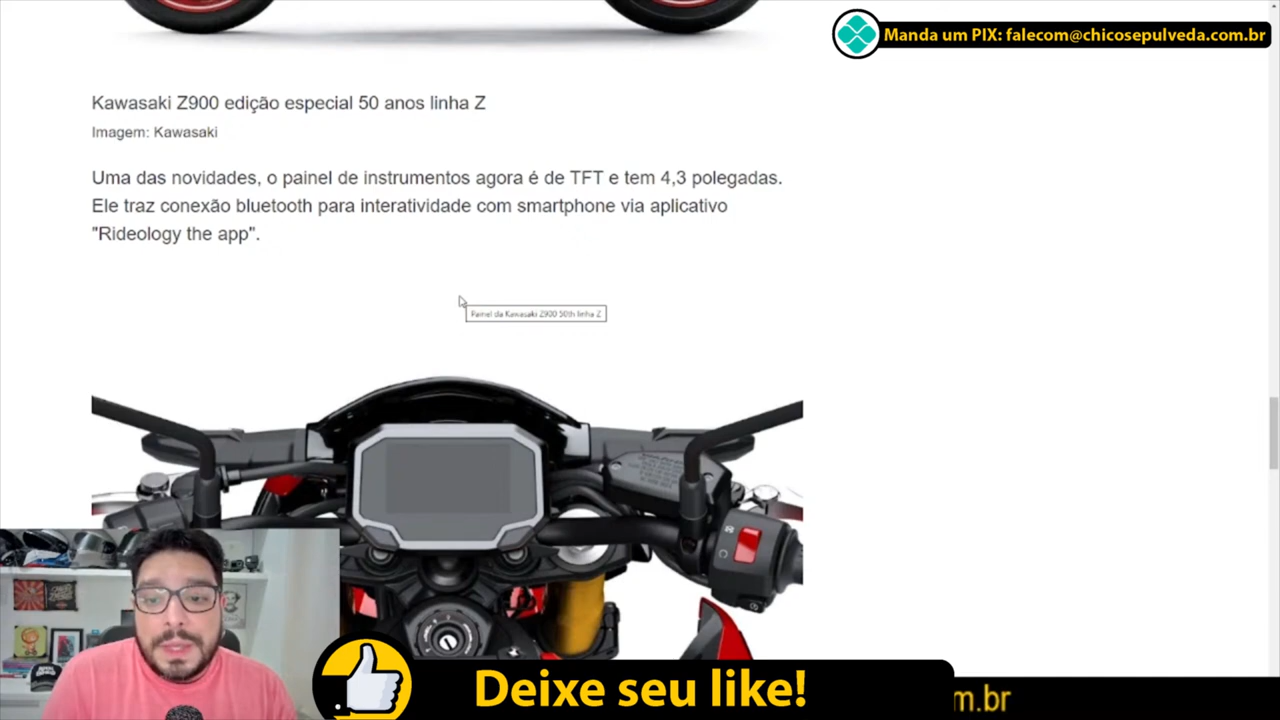 Manda um PIX: falecom@chicosepulveda.com.br
Kawasaki Z900 edição especial 50 anos linha Z
Imagem: Kawasaki
Uma das novidades, o painel de instrumentos agora é de TFT e tem 4,3 polegadas.
Ele traz conexão bluetooth para interatividade com smartphone via aplicativo
"Rideology the app".
Painel da Kawasaki Z900 50th linha Z
Deixe seu like!
m.br